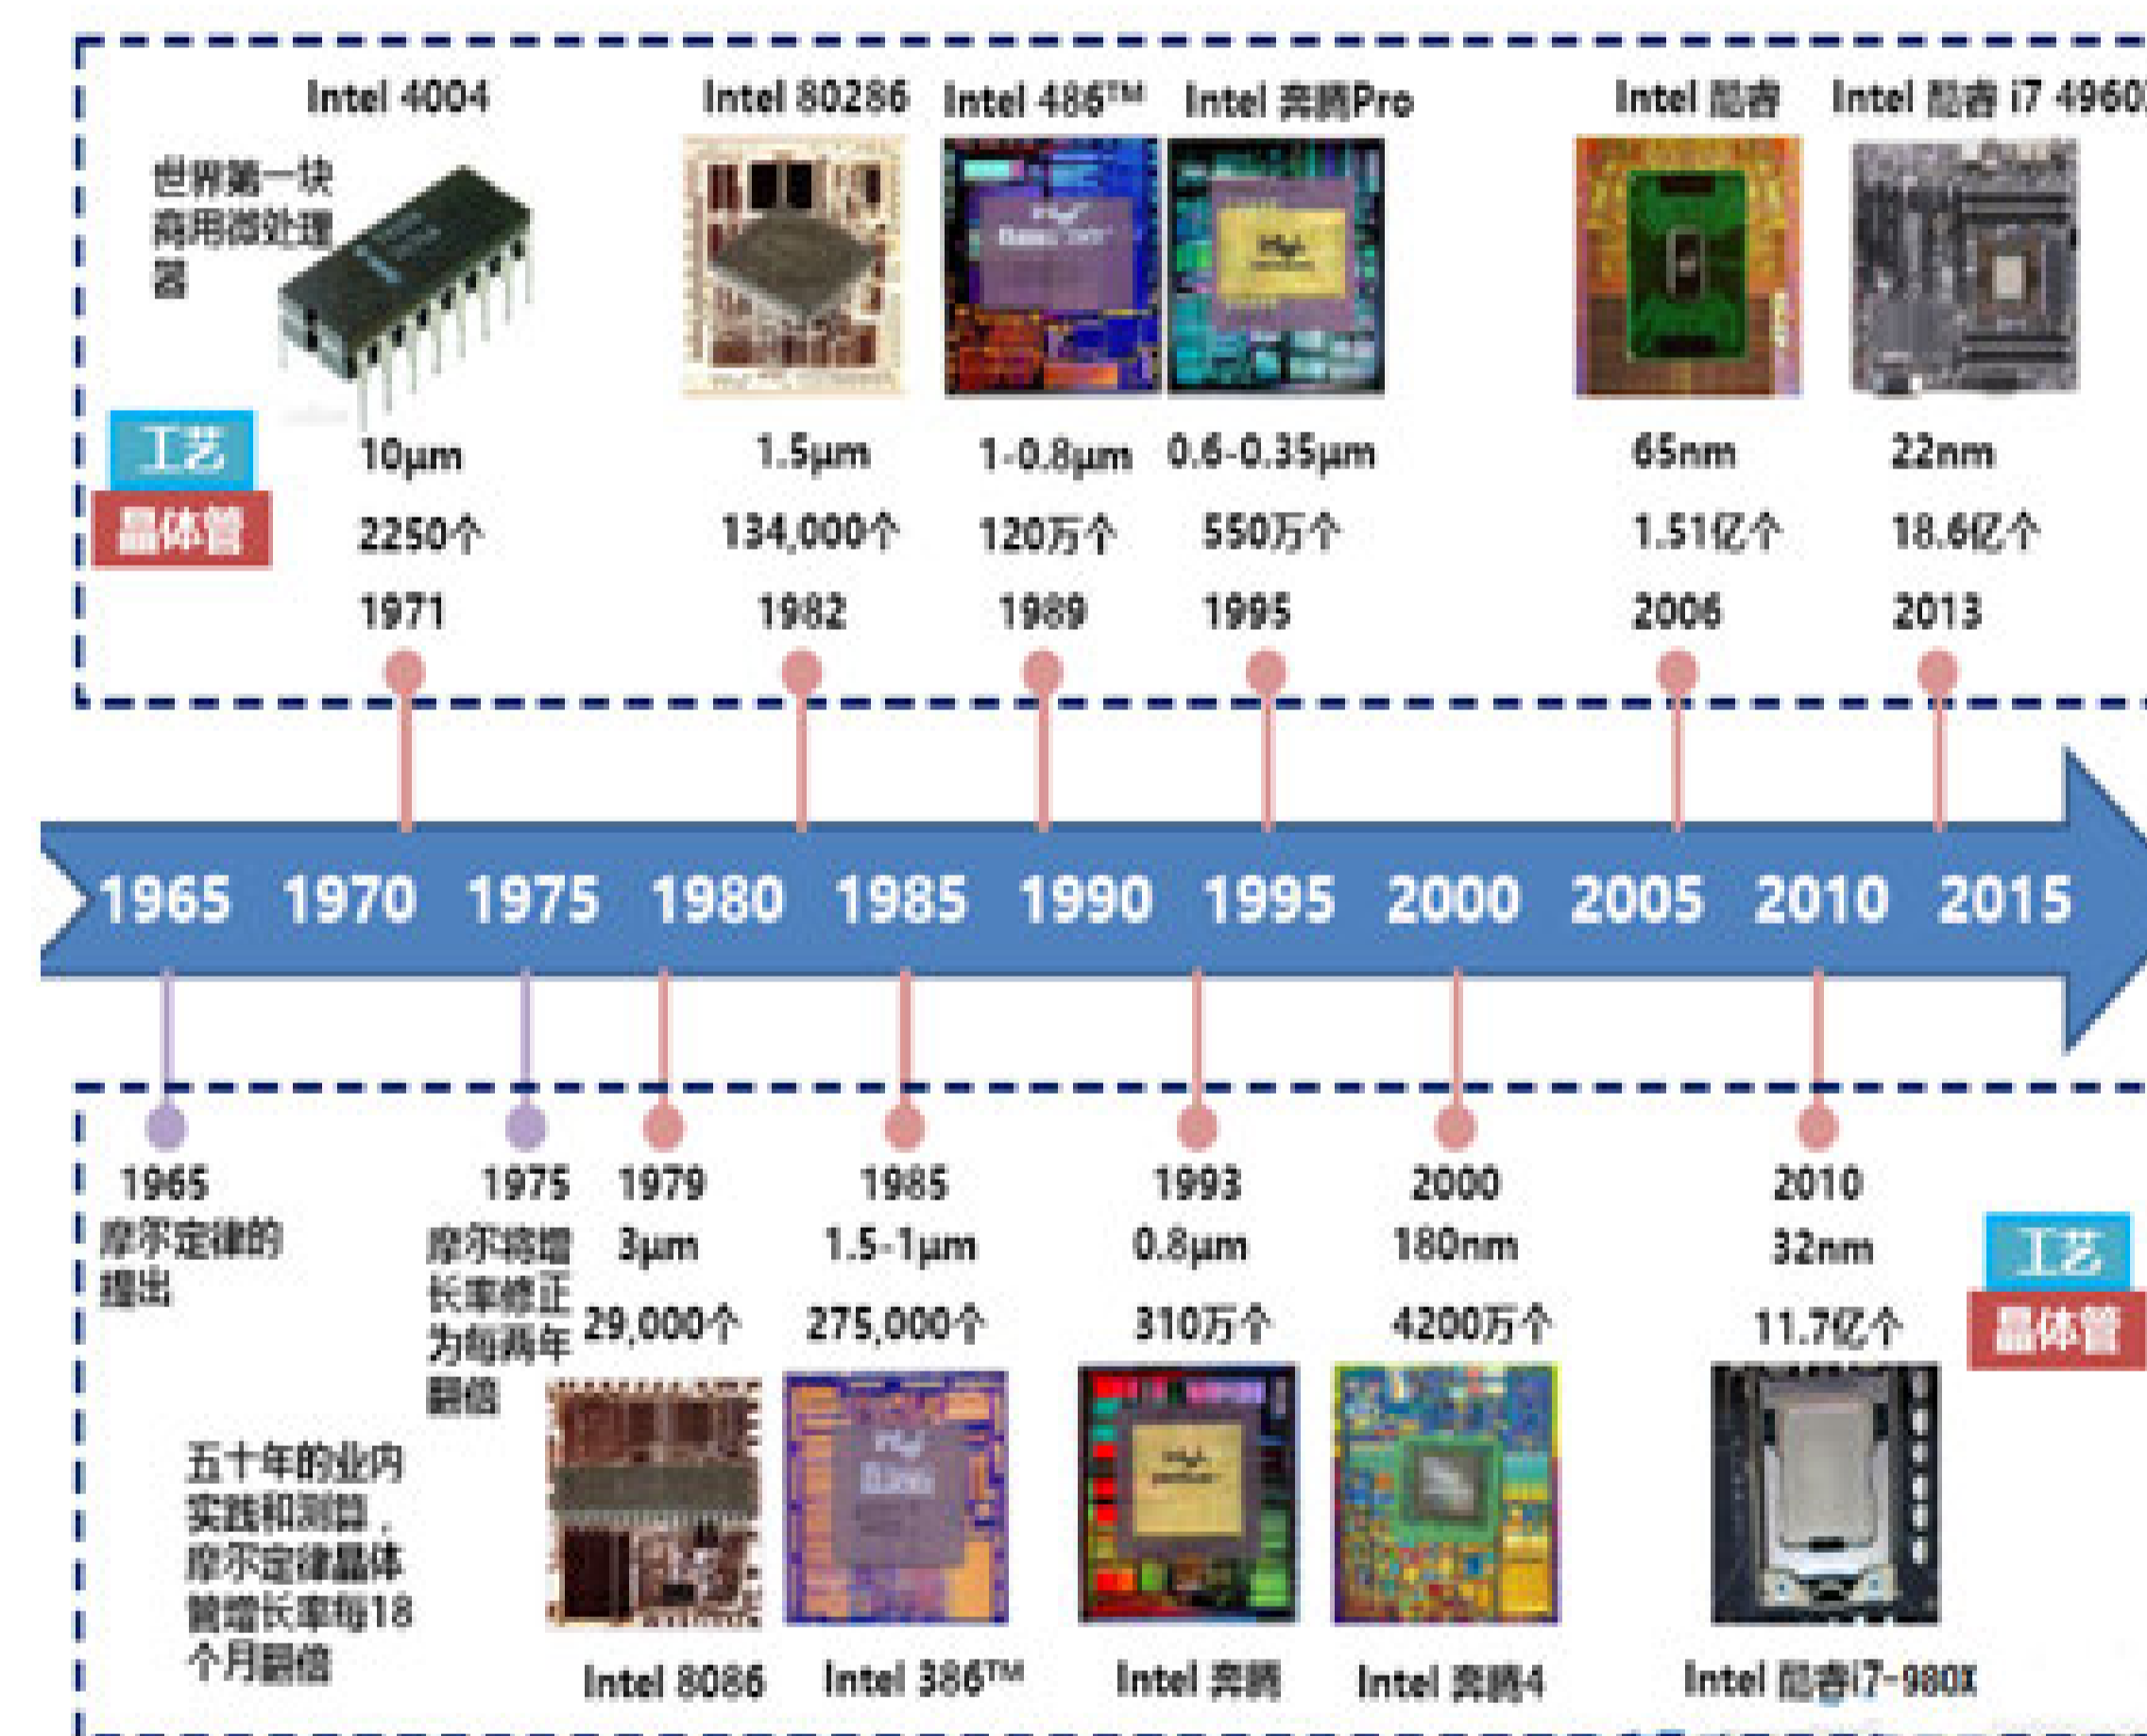 Intel 4004
Intel 80286
Intel 486™
Intel 奔腾Pro
Intel 酷睿
Intel 酷睿 i7 4960
世界第一块
商用微处理
器
工艺
10μm
1.5μm
1-0.8μm
0.6-0.35μm
65nm
22nm
晶体管
2250个
134,000个
120万个
550万个
1.51亿个
18.6亿个
1971
1982
1989
1995
2006
2013
1965 1970 1975 1980 1985 1990 1995 2000 2005 2010 2015
1965
摩尔定律的
提出
1975
摩尔将增
长率修正
为每两年
翻倍
1979
1985
1993
2000
2010
3μm
1.5-1μm
0.8μm
180nm
32nm
工艺
29,000个
275,000个
310万个
4200万个
11.7亿个
晶体管
intel
pentium
五十年的业内
实践和测算，
摩尔定律晶体
管增长率每18
个月翻倍
Intel 8086
Intel 386™
Intel 奔腾
Intel 奔腾4
Intel 酷睿i7-980X